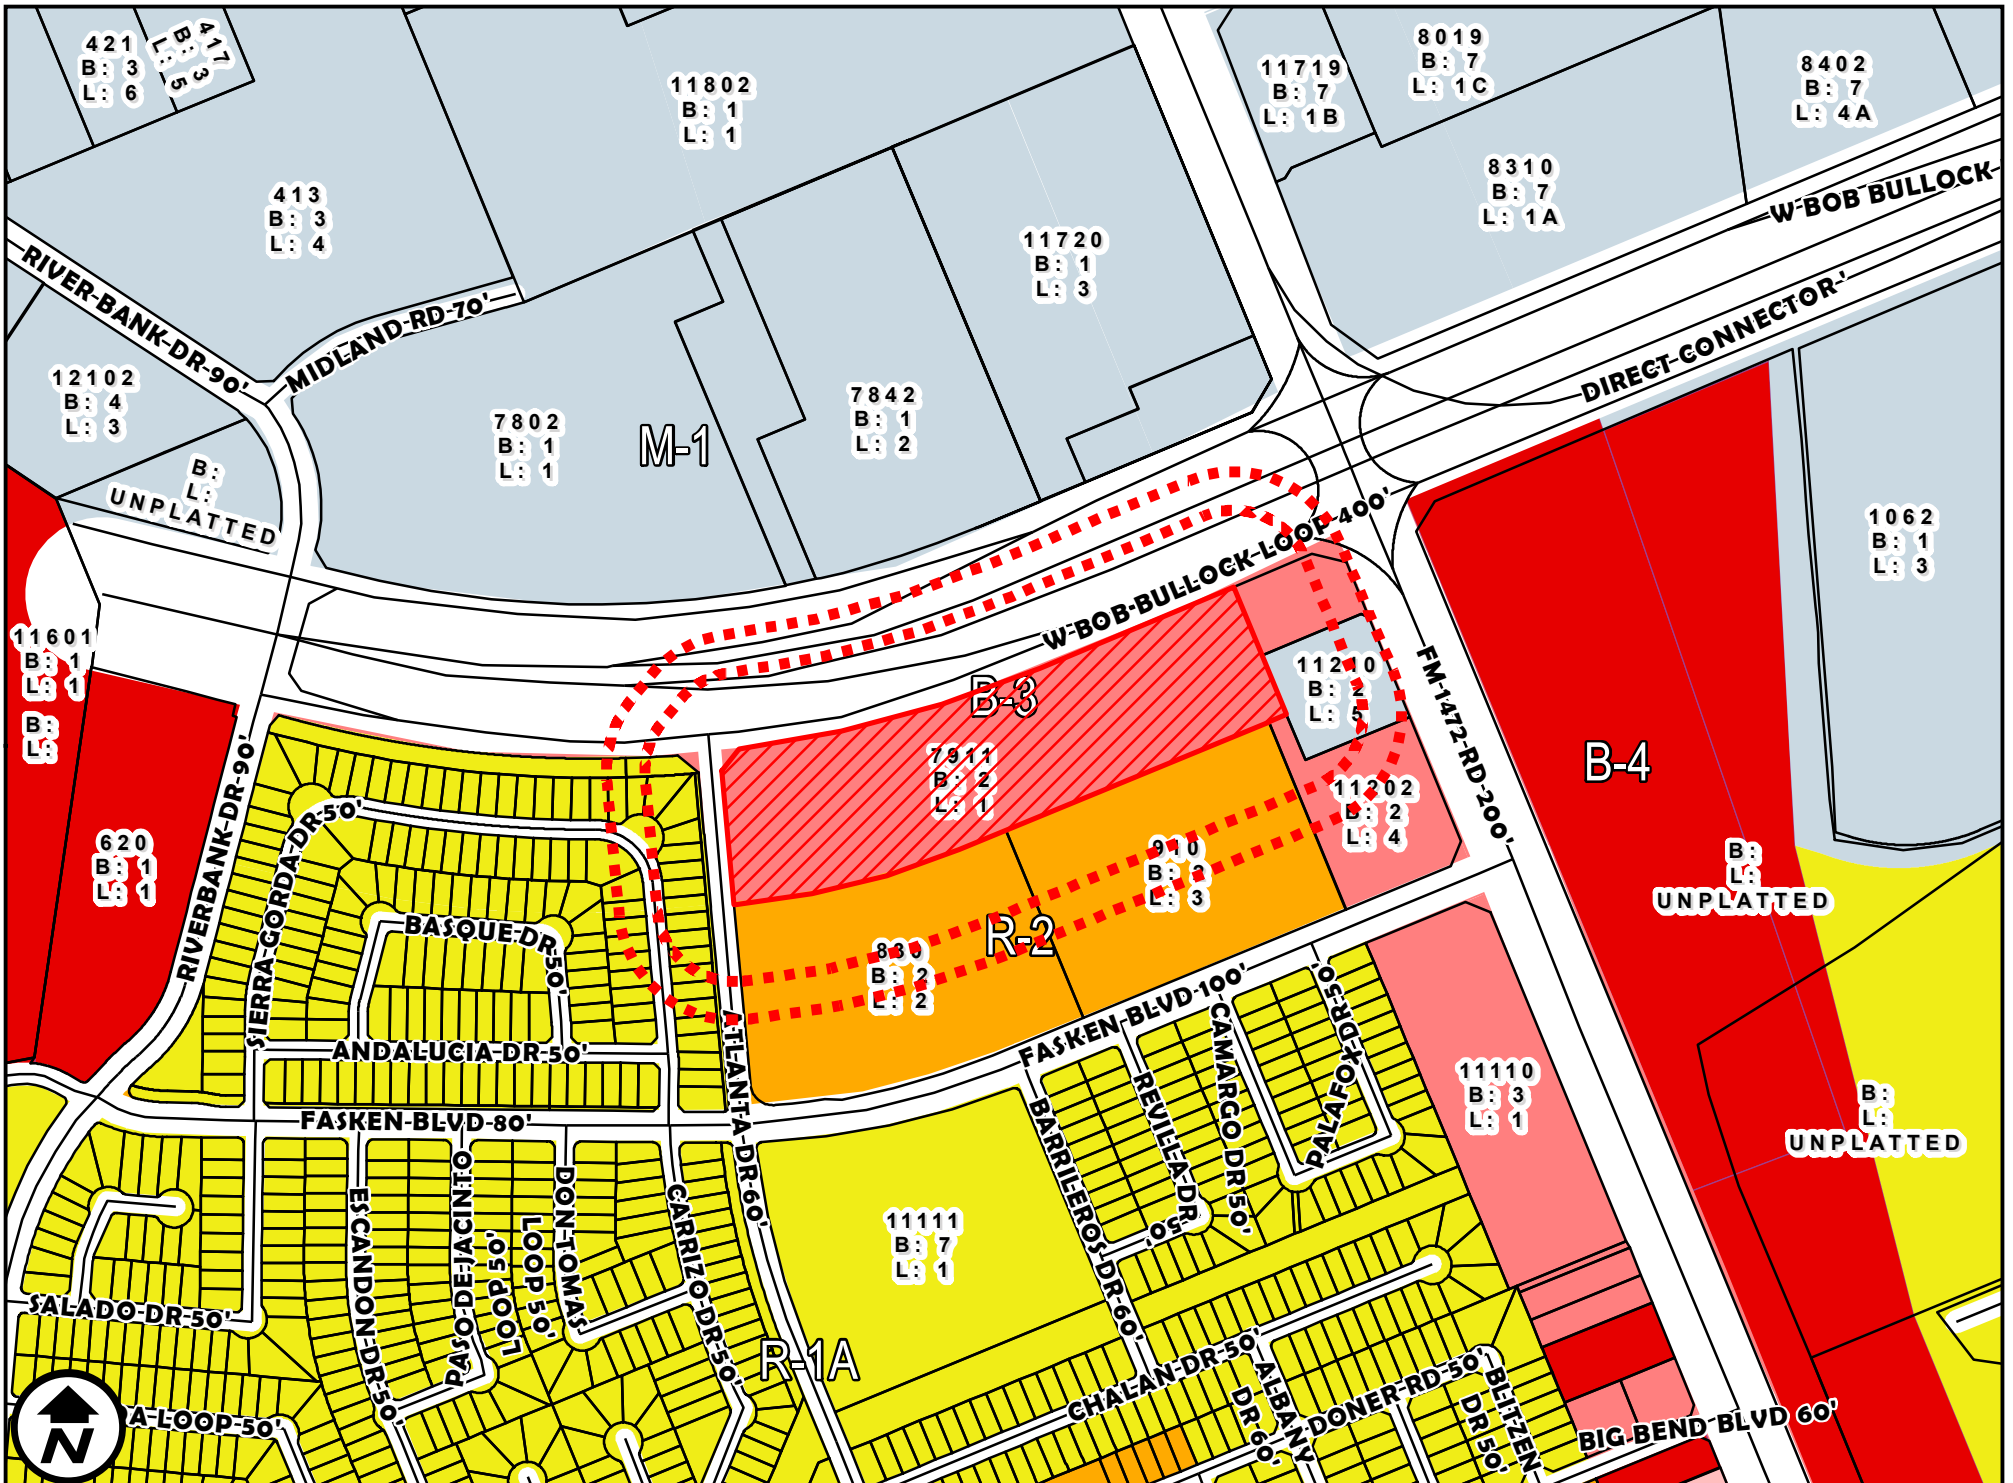 421
B: 3
L: 6
417
B: 3
L: 5
11802
B: 1
L: 1
11719
B: 7
L: 1B
8019
B: 7
L: 1C
8402
B: 7
L: 4A
413
B: 3
L: 4
11720
B: 1
L: 3
8310
B: 7
L: 1A
W BOB BULLOCK
RIVER BANK DR 90'
MIDLAND RD 70'
DIRECT CONNECTOR '
12102
B: 4
L: 3
7802
B: 1
L: 1
M-1
7842
B: 1
L: 2
B:
L:
UNPLATTED
W BOB BULLOCK LOOP 400'
1062
B: 1
L: 3
11601
B: 1
L: 1
B:
L:
B-3
11210
B: 2
L: 5
FM 1472 RD 200'
B-4
7911
B: 2
L: 1
11202
B: 2
L: 4
620
B: 1
L: 1
RIVERBANK DR 90'
SIERRA GORDA DR 50'
BASQUE DR 50'
910
B: 2
L: 3
R-2
830
B: 2
L: 2
B:
L:
UNPLATTED
ANDALUCIA DR 50'
ATLANTA DR 60'
FASKEN BLVD 100'
CAMARGO DR 50'
PALAFOX DR 50'
REVILLA DR 50'
BARRILEROS DR 60'
11110
B: 3
L: 1
B:
L:
UNPLATTED
FASKEN BLVD 80'
ESCANDON DR 50'
PASO DE JACINTO
LOOP 50'
DON TOMAS
LOOP 50'
CARRIZO DR 50'
11111
B: 7
L: 1
SALADO DR 50'
R-1A
CHALAN DR 50'
ALBANY
DR 60'
DONER RD 50'
BLITZEN
DR 50'
BIG BEND BLVD 60'
A LOOP 50'
N